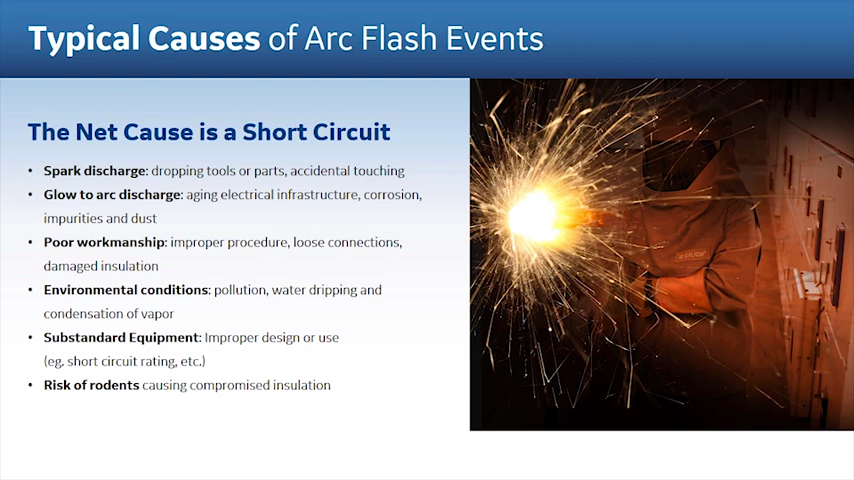 Typical Causes of Arc Flash Events
The Net Cause is a Short Circuit
• Spark discharge: dropping tools or parts, accidental touching
• Glow to arc discharge: aging electrical infrastructure, corrosion,
impurities and dust
• Poor workmanship: improper procedure, loose connections,
damaged insulation
• Environmental conditions: pollution, water dripping and
condensation of vapor
• Substandard Equipment: Improper design or use
(eg. short circuit rating, etc.)
• Risk of rodents causing compromised insulation